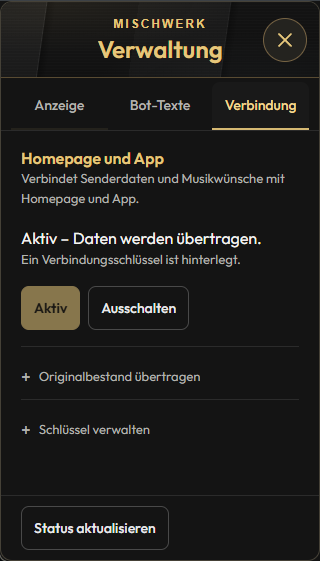 MISCHWERK
Verwaltung
Anzeige
Bot-Texte
Verbindung
Homepage und App
Verbindet Senderdaten und Musikwünsche mit
Homepage und App.
Aktiv – Daten werden übertragen.
Ein Verbindungsschlüssel ist hinterlegt.
Aktiv
Ausschalten
+ Originalbestand übertragen
+ Schlüssel verwalten
Status aktualisieren